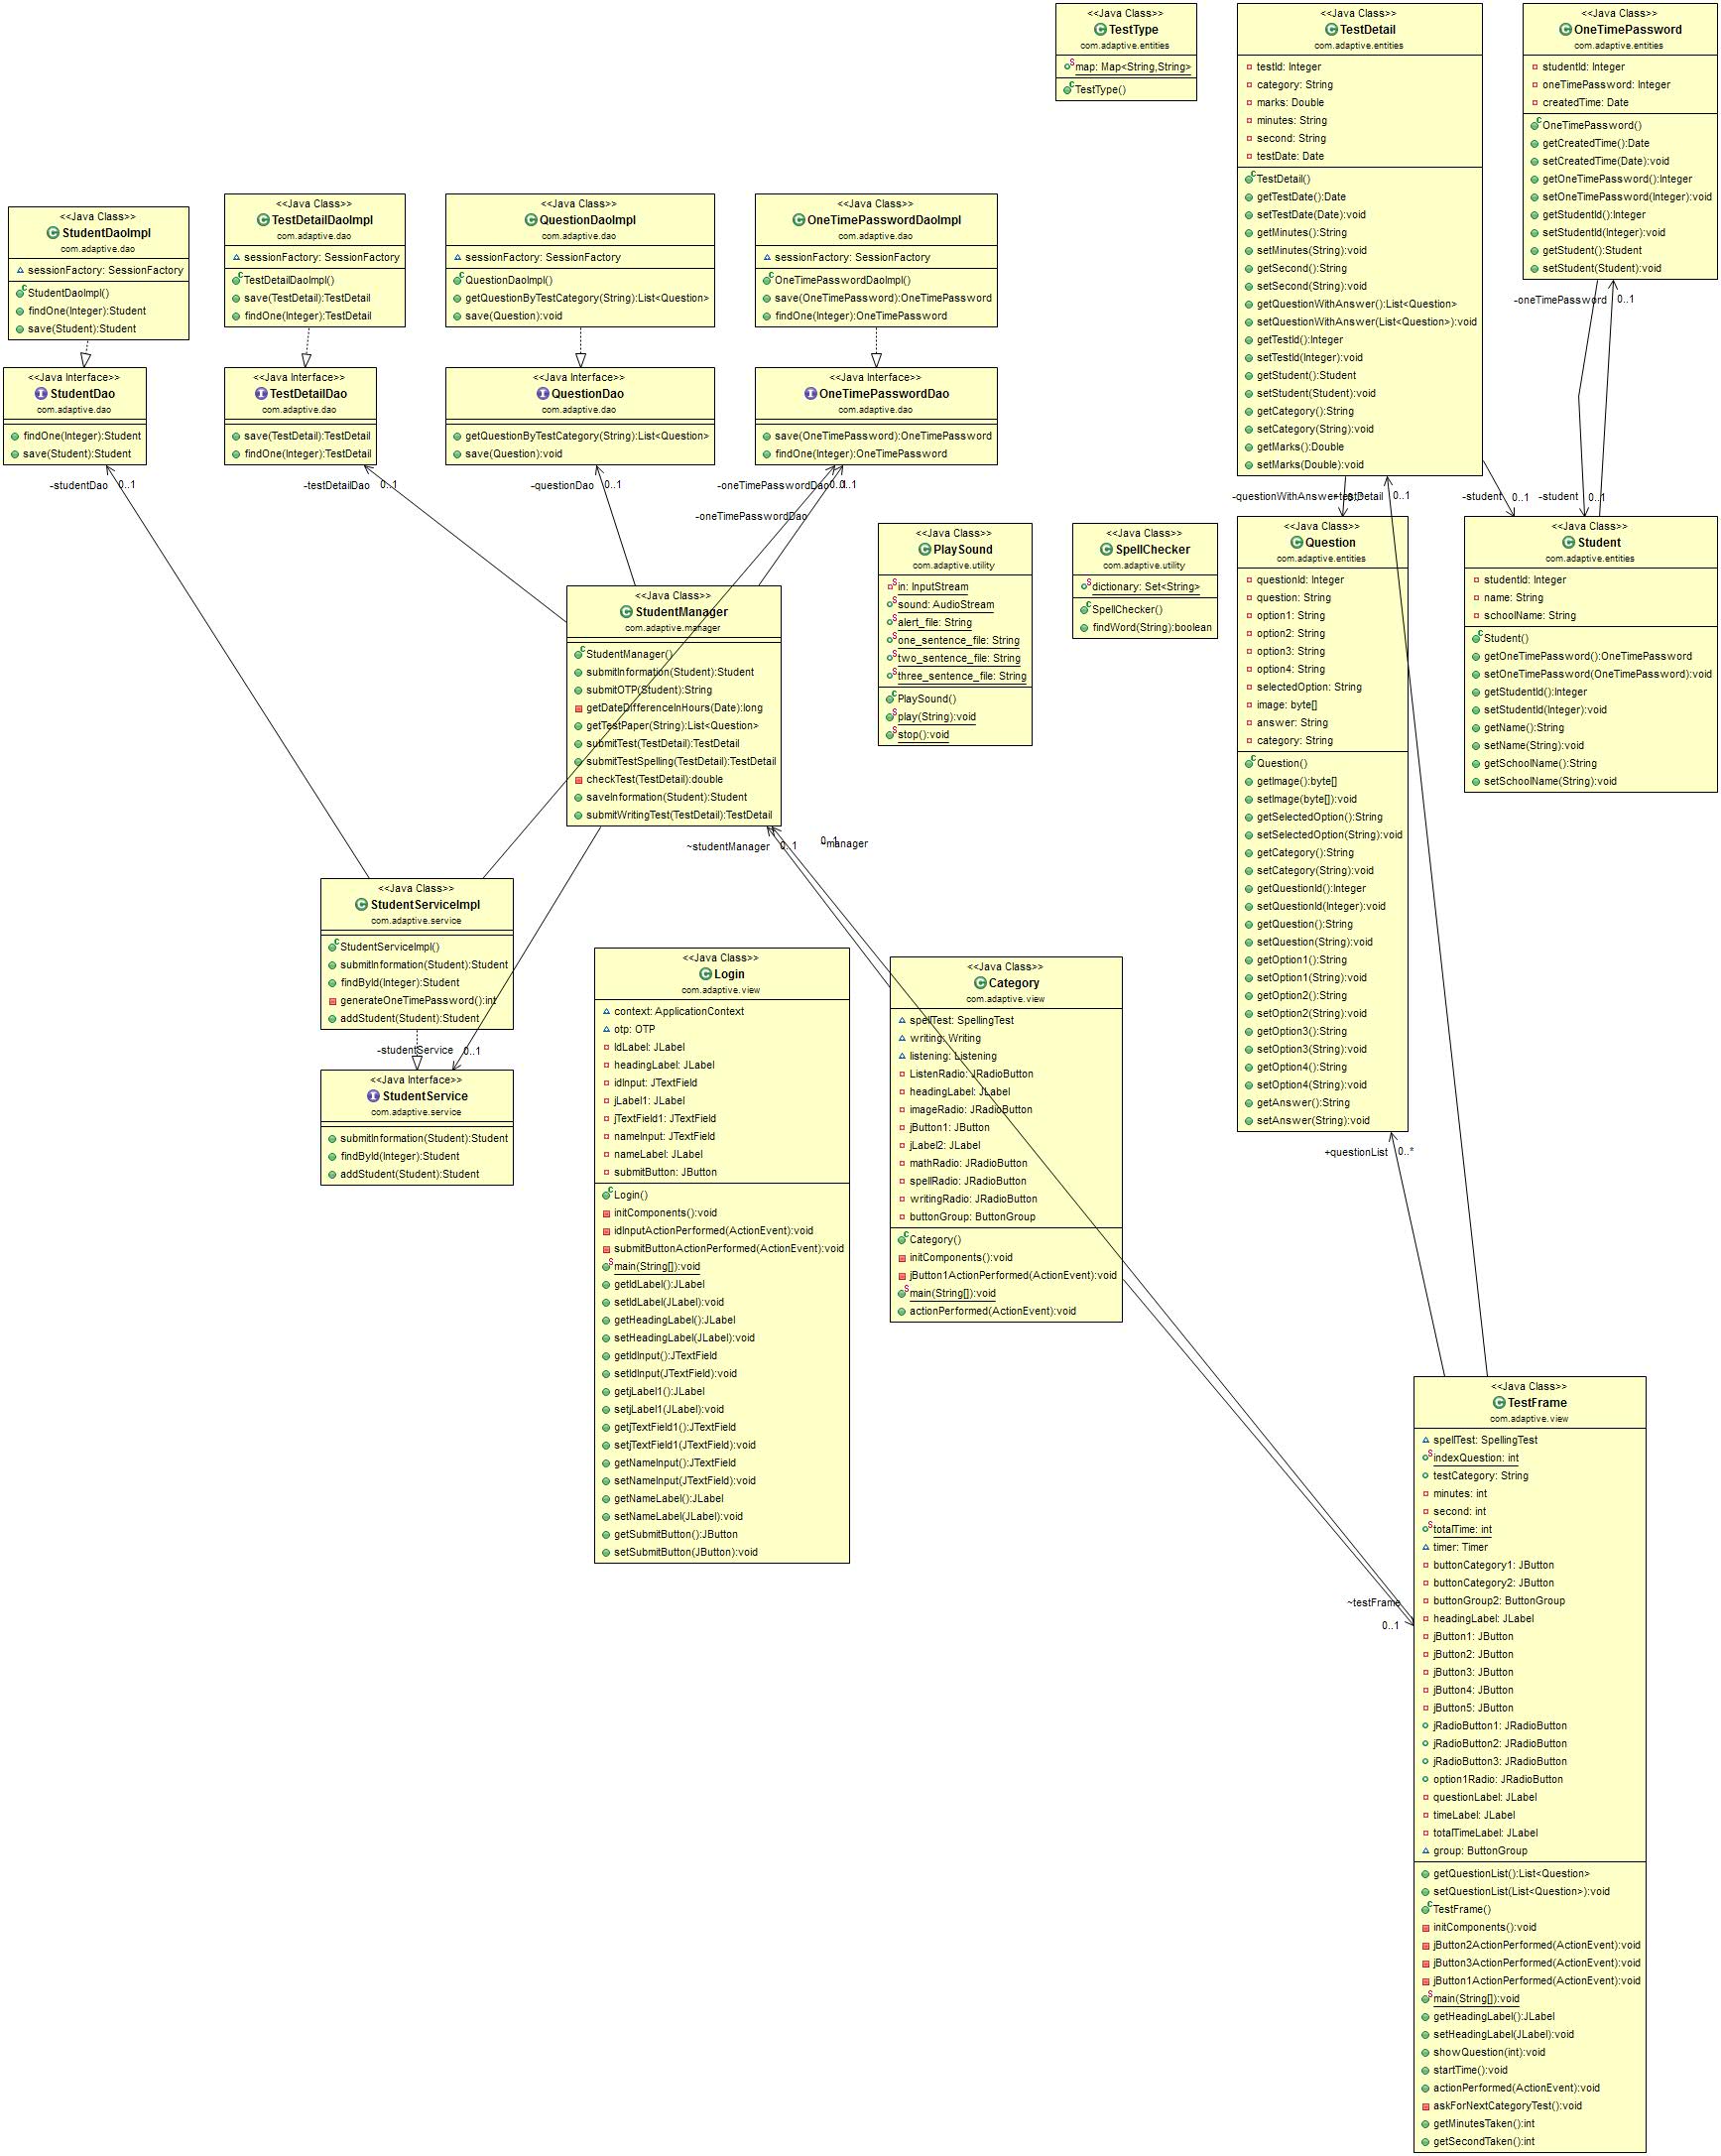 <<Java Class>>
TestType
com.adaptive.entities
map: Map<String,String>
TestType()
<<Java Class>>
TestDetail
com.adaptive.entities
testId: Integer
category: String
marks: Double
minutes: String
second: String
testDate: Date
TestDetail()
getTestDate():Date
setTestDate(Date):void
getMinutes():String
setMinutes(String):void
getSecond():String
setSecond(String):void
getQuestionWithAnswer():List<Question>
setQuestionWithAnswer(List<Question>):void
getTestId():Integer
setTestId(Integer):void
getStudent():Student
setStudent(Student):void
getCategory():String
setCategory(String):void
getMarks():Double
setMarks(Double):void
<<Java Class>>
OneTimePassword
com.adaptive.entities
studentId: Integer
oneTimePassword: Integer
createdTime: Date
OneTimePassword()
getCreatedTime():Date
setCreatedTime(Date):void
getOneTimePassword():Integer
setOneTimePassword(Integer):void
getStudentId():Integer
setStudentId(Integer):void
getStudent():Student
setStudent(Student):void
-oneTimePassword 0..1
<<Java Class>>
StudentDaoImpl
com.adaptive.dao
sessionFactory: SessionFactory
StudentDaoImpl()
findOne(Integer):Student
save(Student):Student
<<Java Class>>
TestDetailDaoImpl
com.adaptive.dao
sessionFactory: SessionFactory
TestDetailDaoImpl()
save(TestDetail):TestDetail
findOne(Integer):TestDetail
<<Java Class>>
QuestionDaoImpl
com.adaptive.dao
sessionFactory: SessionFactory
QuestionDaoImpl()
getQuestionByTestCategory(String):List<Question>
save(Question):void
<<Java Class>>
OneTimePasswordDaoImpl
com.adaptive.dao
sessionFactory: SessionFactory
OneTimePasswordDaoImpl()
save(OneTimePassword):OneTimePassword
findOne(Integer):OneTimePassword
<<Java Interface>>
StudentDao
com.adaptive.dao
findOne(Integer):Student
save(Student):Student
-studentDao 0..1
<<Java Interface>>
TestDetailDao
com.adaptive.dao
save(TestDetail):TestDetail
findOne(Integer):TestDetail
-testDetailDao 0..1
<<Java Interface>>
QuestionDao
com.adaptive.dao
getQuestionByTestCategory(String):List<Question>
save(Question):void
-questionDao 0..1
<<Java Interface>>
OneTimePasswordDao
com.adaptive.dao
save(OneTimePassword):OneTimePassword
findOne(Integer):OneTimePassword
-oneTimePasswordDao 0..1
-oneTimePasswordDao
-questionWithAnswer 0..1
-student 0..1
-student 0..1
<<Java Class>>
StudentManager
com.adaptive.manager
StudentManager()
submitInformation(Student):Student
submitOTP(Student):String
getDateDifferenceInHours(Date):long
getTestPaper(String):List<Question>
submitTest(TestDetail):TestDetail
submitTestSpelling(TestDetail):TestDetail
checkTest(TestDetail):double
saveInformation(Student):Student
submitWritingTest(TestDetail):TestDetail
~studentManager 0..1
~manager
<<Java Class>>
PlaySound
com.adaptive.utility
in: InputStream
sound: AudioStream
alert_file: String
one_sentence_file: String
two_sentence_file: String
three_sentence_file: String
PlaySound()
play(String):void
stop():void
<<Java Class>>
SpellChecker
com.adaptive.utility
dictionary: Set<String>
SpellChecker()
findWord(String):boolean
<<Java Class>>
Question
com.adaptive.entities
questionId: Integer
question: String
option1: String
option2: String
option3: String
option4: String
selectedOption: String
image: byte[]
answer: String
category: String
Question()
getImage():byte[]
setImage(byte[]):void
getSelectedOption():String
setSelectedOption(String):void
getCategory():String
setCategory(String):void
getQuestionId():Integer
setQuestionId(Integer):void
getQuestion():String
setQuestion(String):void
getOption1():String
setOption1(String):void
getOption2():String
setOption2(String):void
getOption3():String
setOption3(String):void
getOption4():String
setOption4(String):void
getAnswer():String
setAnswer(String):void
+questionList 0..*
<<Java Class>>
Student
com.adaptive.entities
studentId: Integer
name: String
schoolName: String
Student()
getOneTimePassword():OneTimePassword
setOneTimePassword(OneTimePassword):void
getStudentId():Integer
setStudentId(Integer):void
getName():String
setName(String):void
getSchoolName():String
setSchoolName(String):void
<<Java Class>>
StudentServiceImpl
com.adaptive.service
StudentServiceImpl()
submitInformation(Student):Student
findById(Integer):Student
generateOneTimePassword():int
addStudent(Student):Student
-studentService 0..1
<<Java Interface>>
StudentService
com.adaptive.service
submitInformation(Student):Student
findById(Integer):Student
addStudent(Student):Student
<<Java Class>>
Login
com.adaptive.view
context: ApplicationContext
otp: OTP
IdLabel: JLabel
headingLabel: JLabel
idInput: JTextField
jLabel1: JLabel
jTextField1: JTextField
nameInput: JTextField
nameLabel: JLabel
submitButton: JButton
Login()
initComponents():void
idInputActionPerformed(ActionEvent):void
submitButtonActionPerformed(ActionEvent):void
main(String[]):void
getIdLabel():JLabel
setIdLabel(JLabel):void
getHeadingLabel():JLabel
setHeadingLabel(JLabel):void
getIdInput():JTextField
setIdInput(JTextField):void
getjLabel1():JLabel
setjLabel1(JLabel):void
getjTextField1():JTextField
setjTextField1(JTextField):void
getNameInput():JTextField
setNameInput(JTextField):void
getNameLabel():JLabel
setNameLabel(JLabel):void
getSubmitButton():JButton
setSubmitButton(JButton):void
<<Java Class>>
Category
com.adaptive.view
spellTest: SpellingTest
writing: Writing
listening: Listening
ListenRadio: JRadioButton
headingLabel: JLabel
imageRadio: JRadioButton
jButton1: JButton
jLabel2: JLabel
mathRadio: JRadioButton
spellRadio: JRadioButton
writingRadio: JRadioButton
buttonGroup: ButtonGroup
Category()
initComponents():void
jButton1ActionPerformed(ActionEvent):void
main(String[]):void
actionPerformed(ActionEvent):void
~testFrame
0..1
<<Java Class>>
TestFrame
com.adaptive.view
spellTest: SpellingTest
indexQuestion: int
testCategory: String
minutes: int
second: int
totalTime: int
timer: Timer
buttonCategory1: JButton
buttonCategory2: JButton
buttonGroup2: ButtonGroup
headingLabel: JLabel
jButton1: JButton
jButton2: JButton
jButton3: JButton
jButton4: JButton
jButton5: JButton
jRadioButton1: JRadioButton
jRadioButton2: JRadioButton
jRadioButton3: JRadioButton
option1Radio: JRadioButton
questionLabel: JLabel
timeLabel: JLabel
totalTimeLabel: JLabel
group: ButtonGroup
getQuestionList():List<Question>
setQuestionList(List<Question>):void
TestFrame()
initComponents():void
jButton2ActionPerformed(ActionEvent):void
jButton3ActionPerformed(ActionEvent):void
jButton1ActionPerformed(ActionEvent):void
main(String[]):void
getHeadingLabel():JLabel
setHeadingLabel(JLabel):void
showQuestion(int):void
startTime():void
actionPerformed(ActionEvent):void
askForNextCategoryTest():void
getMinutesTaken():int
getSecondTaken():int